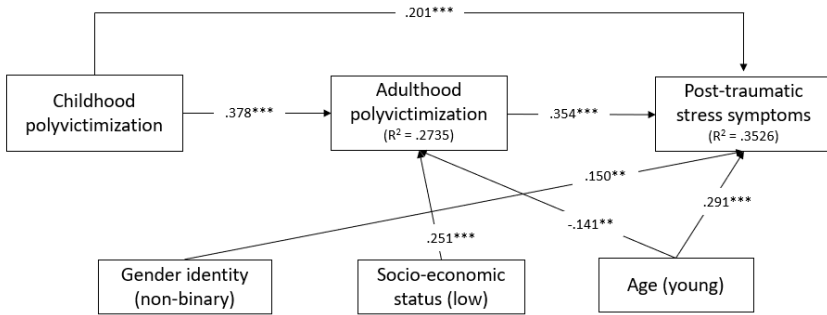 .201***
Childhood
polyvictimization
.378***
Adulthood
polyvictimization
(R² = .2735)
.354***
Post-traumatic
stress symptoms
(R² = .3526)
.150**
.291***
-.141**
.251***
Gender identity
(non-binary)
Socio-economic
status (low)
Age (young)